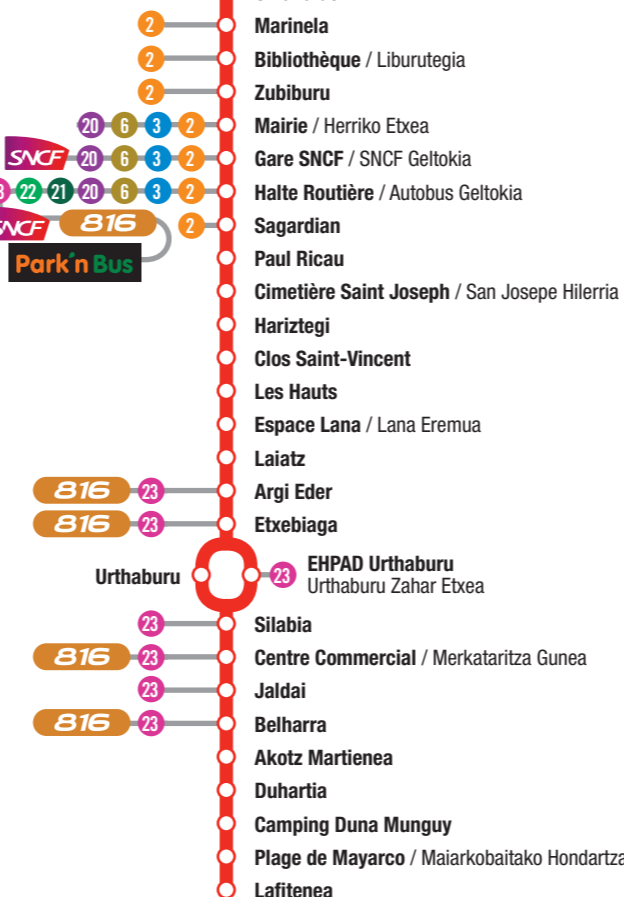 2 Marinela
2 Bibliothèque / Liburutegia
2 Zubiburu
20 6 3 2 Mairie / Herriko Etxea
SNCF 20 6 3 2 Gare SNCF / SNCF Geltokia
22 21 20 6 3 2 Halte Routière / Autobus Geltokia
SNCF 816 2 Sagardian
Park'n Bus Paul Ricau
Cimetière Saint Joseph / San Josepe Hilerria
Hariztegi
Clos Saint-Vincent
Les Hauts
Espace Lana / Lana Eremua
Laiatz
816 23 Argi Eder
816 23 Etxebiaga
Urthaburu 23 EHPAD Urthaburu
Urthaburu Zahar Etxea
23 Silabia
816 23 Centre Commercial / Merkataritza Gunea
23 Jaldai
816 23 Belharra
Akotz Martienea
Duhartia
Camping Duna Munguy
Plage de Mayarco / Maiarkobaitako Hondartza
Lafitenea